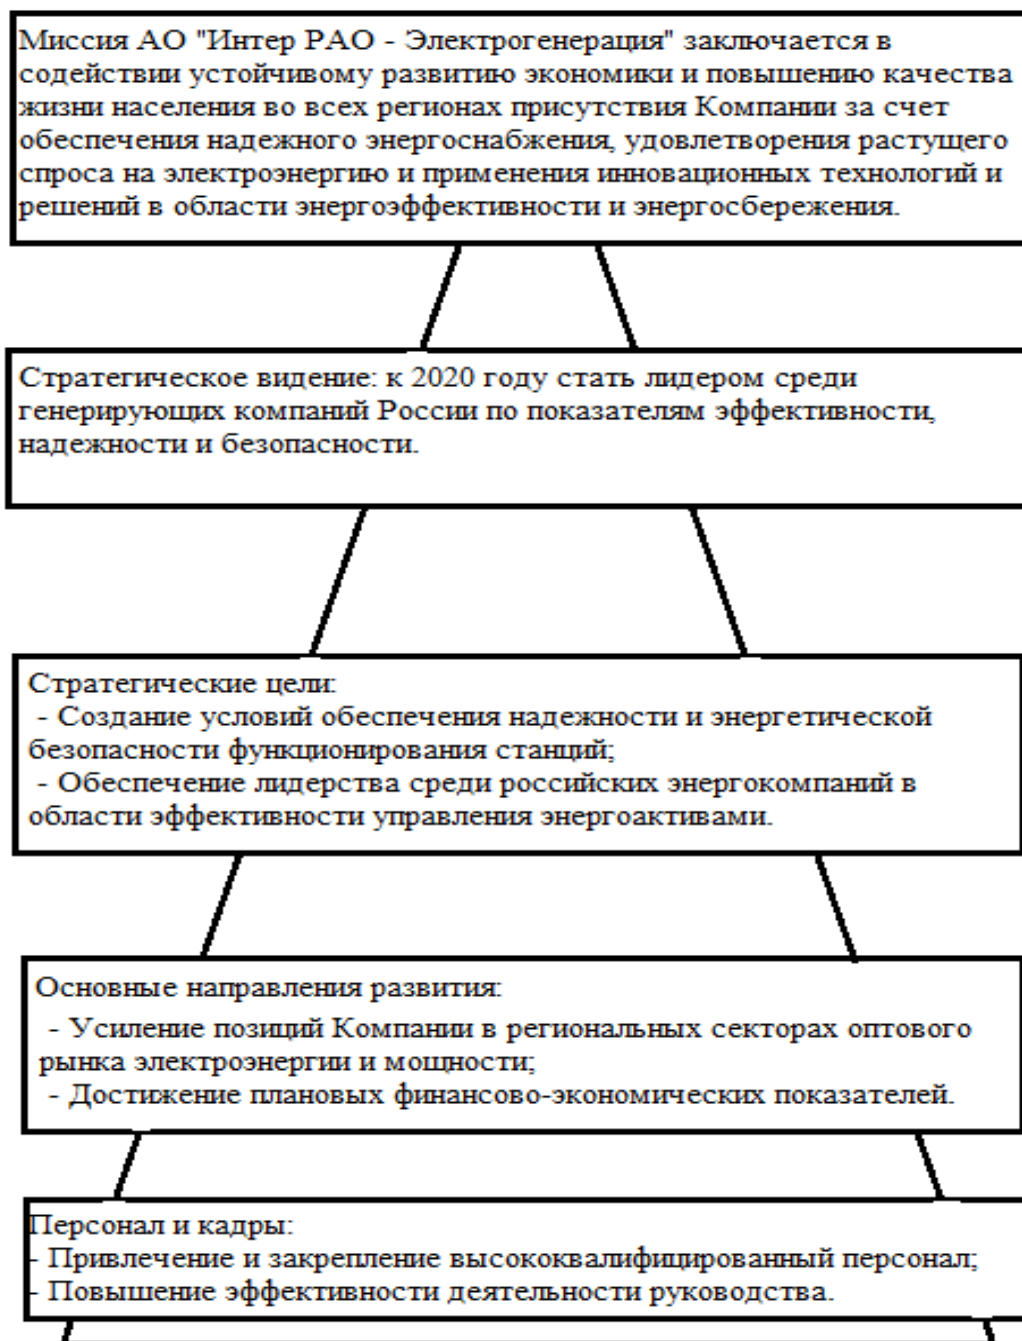 Миссия АО "Интер РАО - Электрогенерация" заключается в
содействии устойчивому развитию экономики и повышению качества
жизни населения во всех регионах присутствия Компании за счет
обеспечения надежного энергоснабжения, удовлетворения растущего
спроса на электроэнергию и применения инновационных технологий и
решений в области энергоэффективности и энергосбережения.
Стратегическое видение: к 2020 году стать лидером среди
генерирующих компаний России по показателям эффективности,
надежности и безопасности.
Стратегические цели:
- Создание условий обеспечения надежности и энергетической
безопасности функционирования станций;
- Обеспечение лидерства среди российских энергокомпаний в
области эффективности управления энергоактивами.
Основные направления развития:
- Усиление позиций Компании в региональных секторах оптового
рынка электроэнергии и мощности;
- Достижение плановых финансово-экономических показателей.
Персонал и кадры:
- Привлечение и закрепление высококвалифицированный персонал;
- Повышение эффективности деятельности руководства.